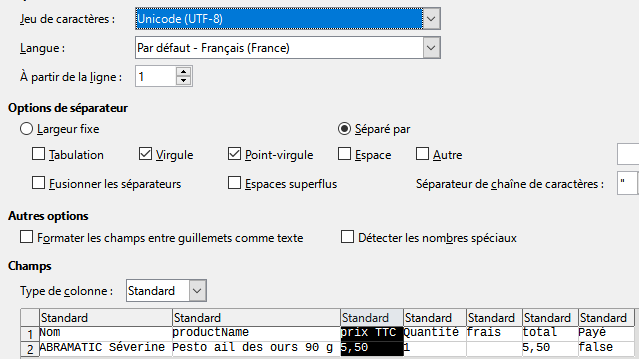 Jeu de caractères : Unicode (UTF-8)
Langue : Par défaut - Français (France)
À partir de la ligne : 1
Options de séparateur
Largeur fixe Séparé par
Tabulation Virgule Point-virgule Espace Autre
Fusionner les séparateurs Espaces superflus Séparateur de chaîne de caractères : "
Autres options
Formater les champs entre guillemets comme texte Détecter les nombres spéciaux
Champs
Type de colonne : Standard
Standard Standard Standard Standard Standard Standard Standard
1 Nom productName prix TTC Quantité frais total Payé
2 ABRAMATIC Séverine Pesto ail des ours 90 g 5,50 1 5,50 false